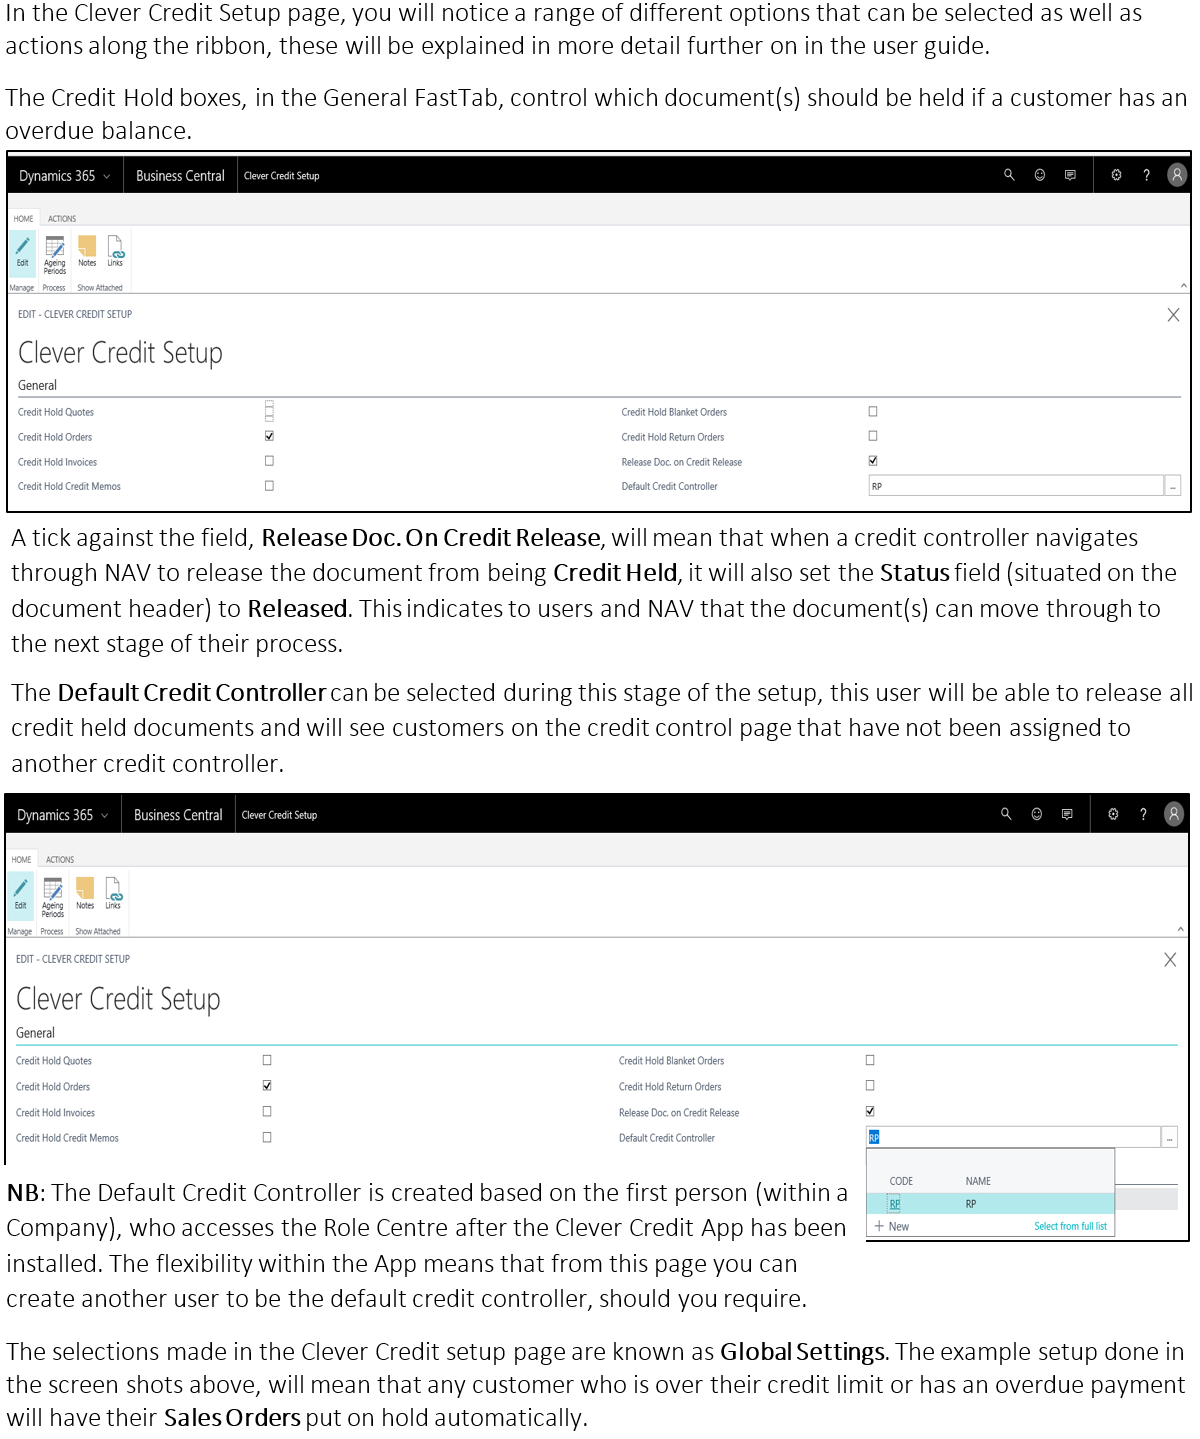 In the Clever Credit Setup page, you will notice a range of different options that can be selected as well as
actions along the ribbon, these will be explained in more detail further on in the user guide.
The Credit Hold boxes, in the General FastTab, control which document(s) should be held if a customer has an
overdue balance.
Dynamics 365 Business Central Clever Credit Setup ?
HOME ACTIONS
Edit Ageing Periods Notes Links
Manage Process Show Attached
EDIT - CLEVER CREDIT SETUP
Clever Credit Setup
General
Credit Hold Quotes Credit Hold Blanket Orders
Credit Hold Orders Credit Hold Return Orders
Credit Hold Invoices Release Doc. on Credit Release
Credit Hold Credit Memos Default Credit Controller RP ...
A tick against the field, Release Doc. On Credit Release, will mean that when a credit controller navigates
through NAV to release the document from being Credit Held, it will also set the Status field (situated on the
document header) to Released. This indicates to users and NAV that the document(s) can move through to
the next stage of their process.
The Default Credit Controller can be selected during this stage of the setup, this user will be able to release all
credit held documents and will see customers on the credit control page that have not been assigned to
another credit controller.
Dynamics 365 Business Central Clever Credit Setup ?
HOME ACTIONS
Edit Ageing Periods Notes Links
Manage Process Show Attached
EDIT - CLEVER CREDIT SETUP
Clever Credit Setup
General
Credit Hold Quotes Credit Hold Blanket Orders
Credit Hold Orders Credit Hold Return Orders
Credit Hold Invoices Release Doc. on Credit Release
Credit Hold Credit Memos Default Credit Controller RP ...
CODE NAME
RP RP
+ New Select from full list
NB: The Default Credit Controller is created based on the first person (within a
Company), who accesses the Role Centre after the Clever Credit App has been
installed. The flexibility within the App means that from this page you can
create another user to be the default credit controller, should you require.
The selections made in the Clever Credit setup page are known as Global Settings. The example setup done in
the screen shots above, will mean that any customer who is over their credit limit or has an overdue payment
will have their Sales Orders put on hold automatically.